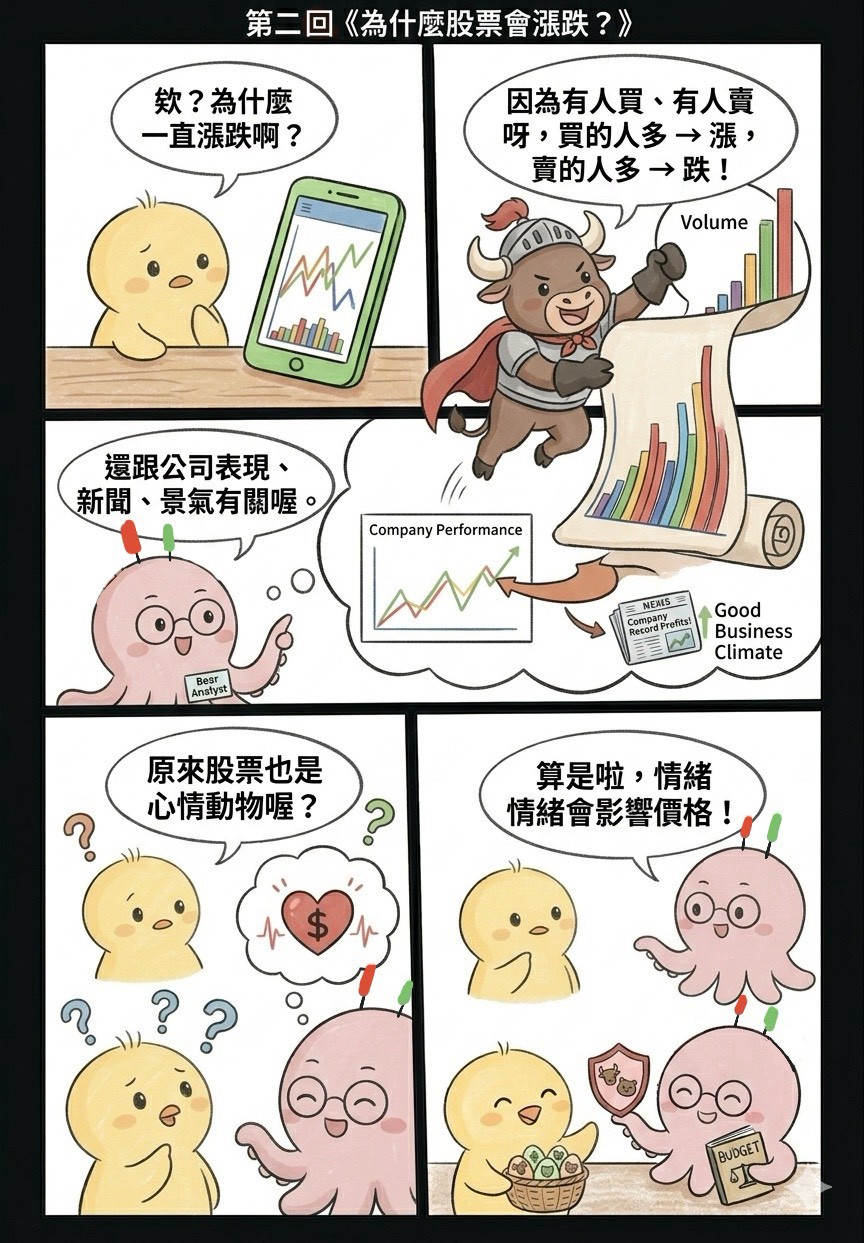 第二回《為什麼股票會漲跌？》
欸？為什麼
一直漲跌啊？
因為有人買、有人賣
呀，買的人多 → 漲，
賣的人多 → 跌！
Volume
還跟公司表現、
新聞、景氣有關喔。
Company Performance
NEWS
Company
Record Prefits!
Good
Business
Climate
Besr
Anstyst
原來股票也是
心情動物喔？
$
算是啦，情緒
情緒會影響價格！
BUDGET